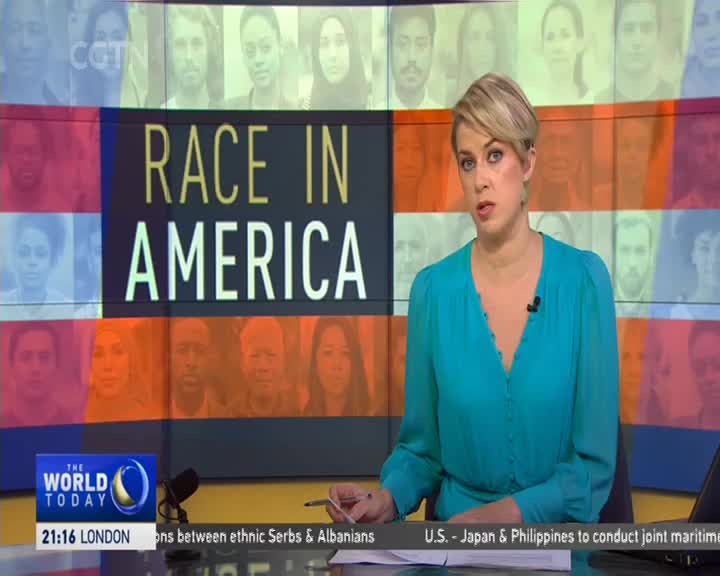 CGTN
RACE IN
AMERICA
THE
WORLD
TODAY
21:16 LONDON
ons between ethnic Serbs & Albanians U.S. - Japan & Philippines to conduct joint maritime